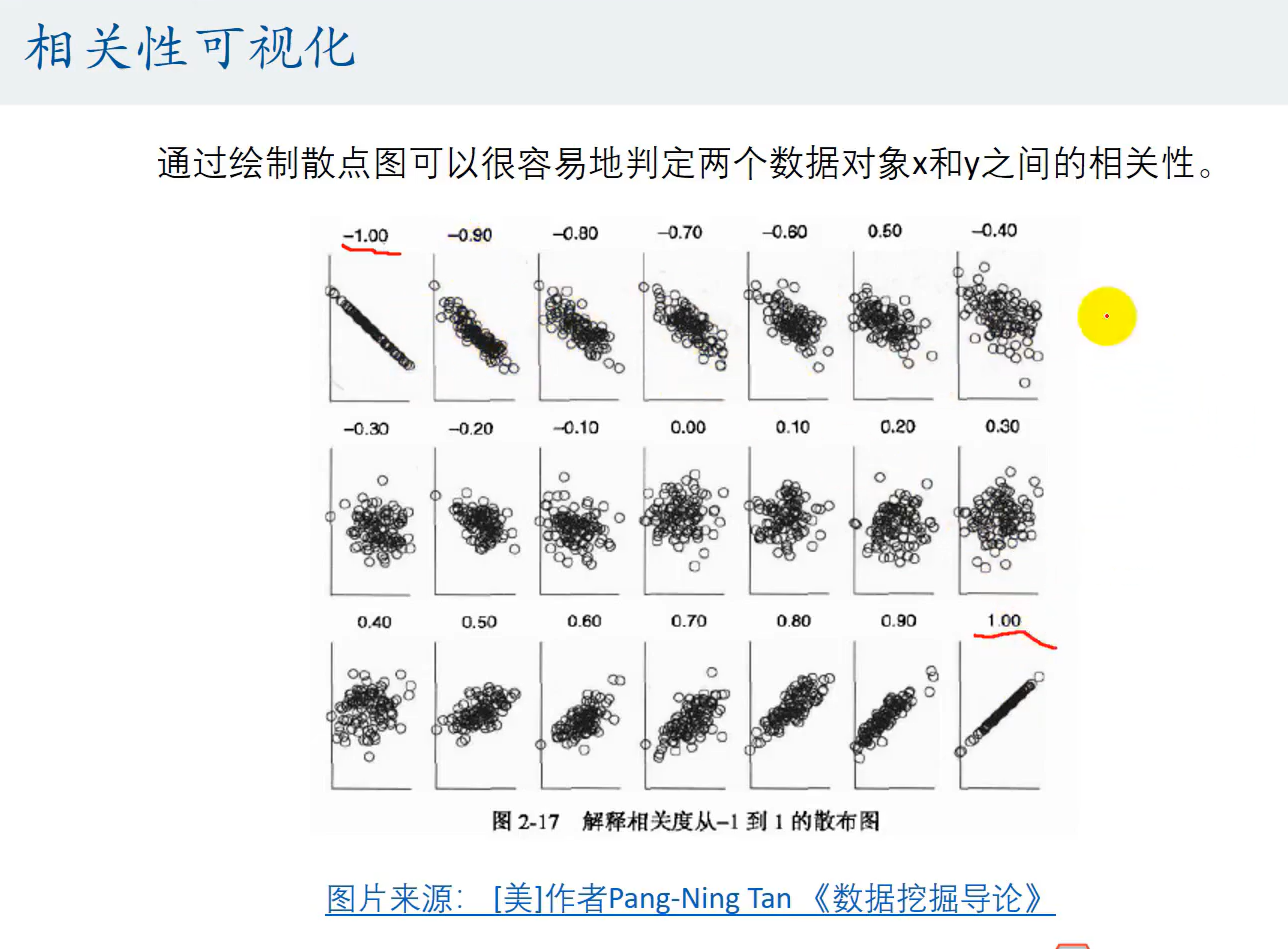 相关性可视化
通过绘制散点图可以很容易地判定两个数据对象x和y之间的相关性。
−1.00 −0.90 −0.80 −0.70 −0.60 0.50 −0.40
−0.30 −0.20 −0.10 0.00 0.10 0.20 0.30
0.40 0.50 0.60 0.70 0.80 0.90 1.00
图 2-17 解释相关度从−1 到 1 的散布图
图片来源： [美]作者Pang-Ning Tan 《数据挖掘导论》